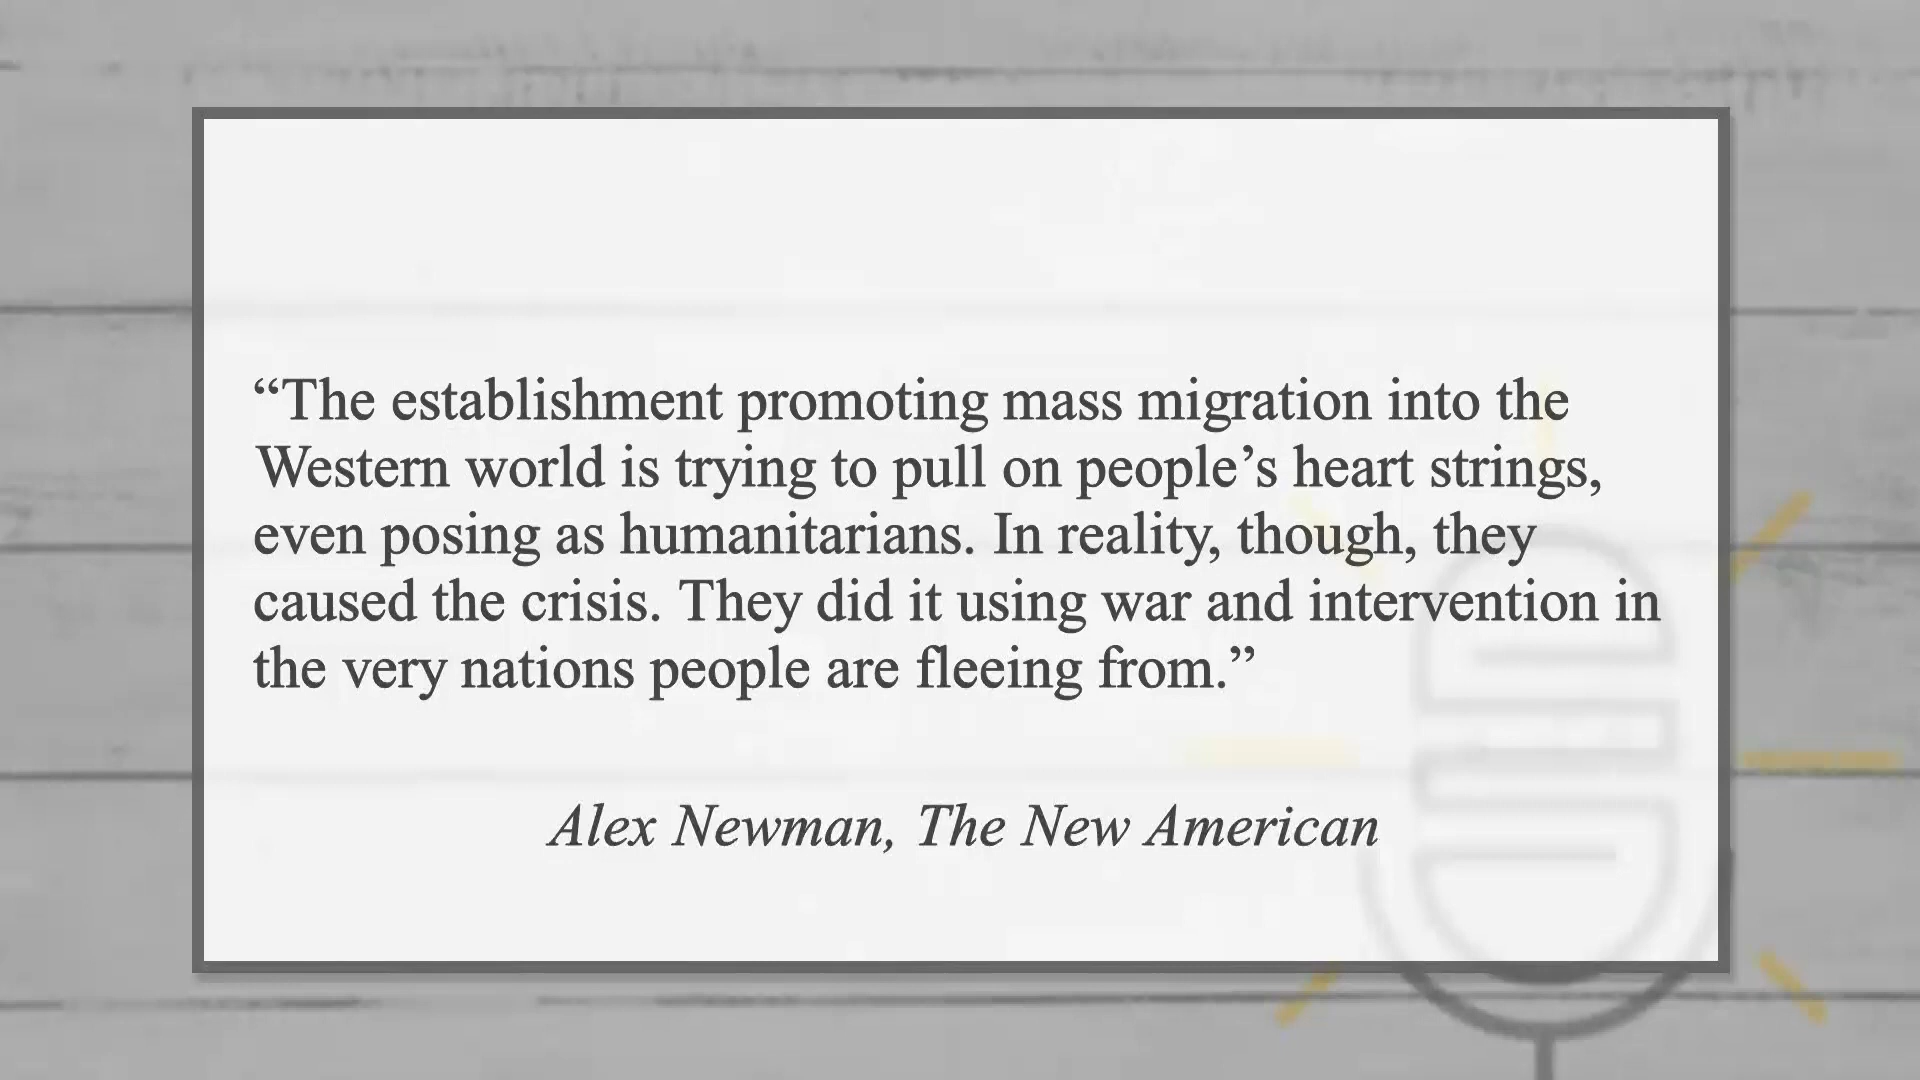 “The establishment promoting mass migration into the
Western world is trying to pull on people’s heart strings,
even posing as humanitarians. In reality, though, they
caused the crisis. They did it using war and intervention in
the very nations people are fleeing from.”
Alex Newman, The New American